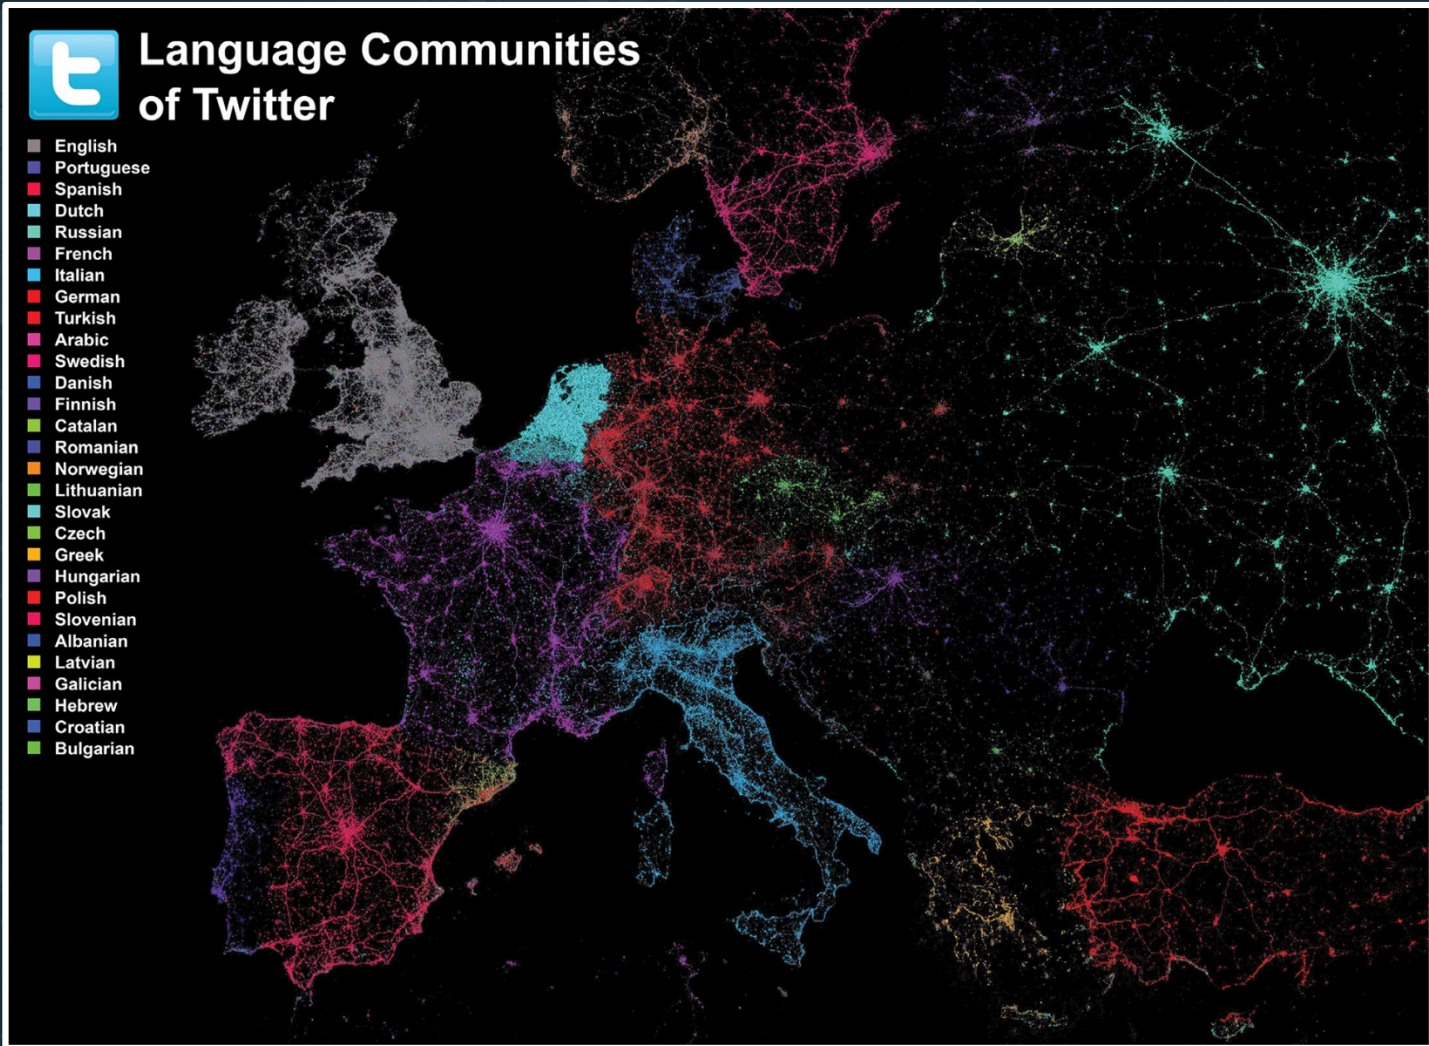 Language Communities
of Twitter
English
Portuguese
Spanish
Dutch
Russian
French
Italian
German
Turkish
Arabic
Swedish
Danish
Finnish
Catalan
Romanian
Norwegian
Lithuanian
Slovak
Czech
Greek
Hungarian
Polish
Slovenian
Albanian
Latvian
Galician
Hebrew
Croatian
Bulgarian